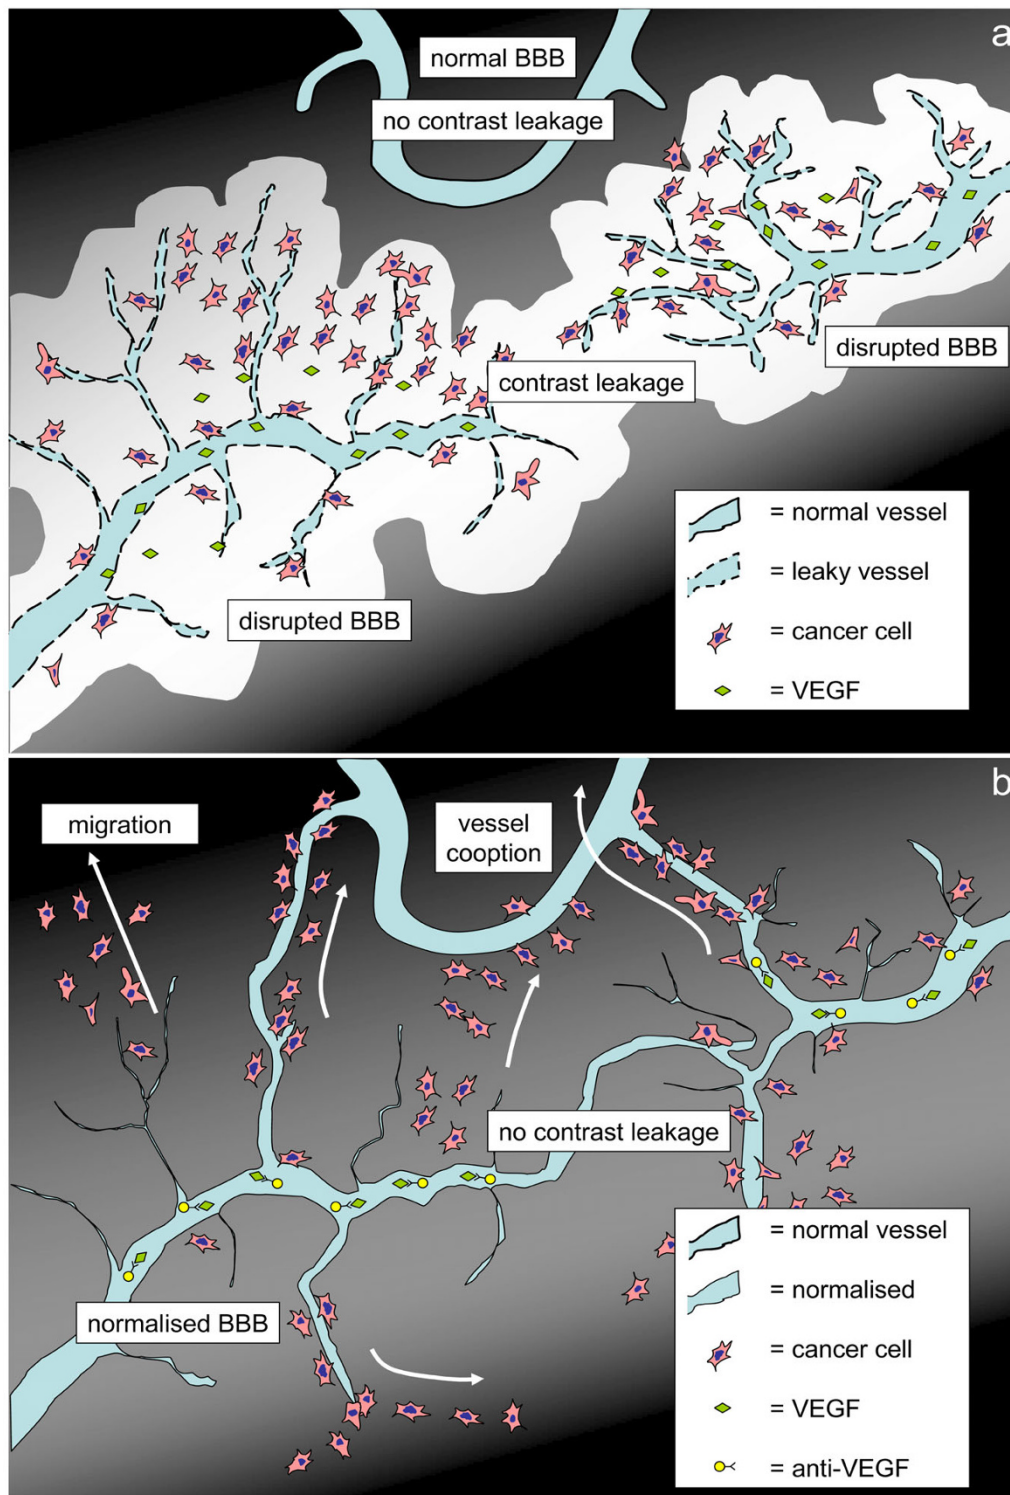 a
normal BBB
no contrast leakage
contrast leakage
disrupted BBB
disrupted BBB
= normal vessel
= leaky vessel
= cancer cell
= VEGF
b
migration
vessel
cooption
no contrast leakage
normalised BBB
= normal vessel
= normalised
= cancer cell
= VEGF
= anti-VEGF